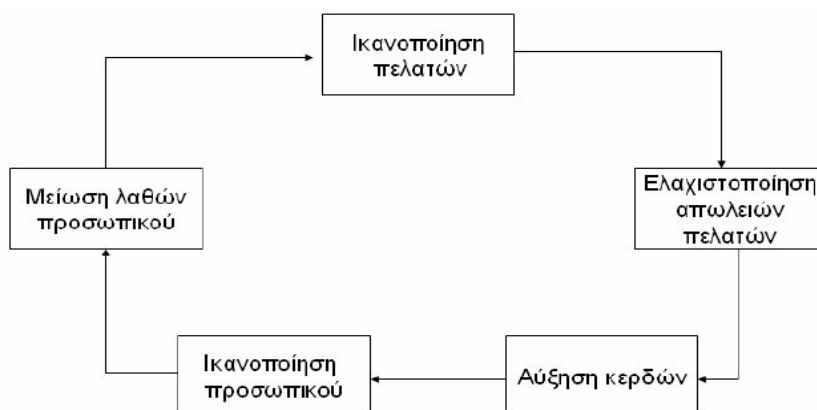 Ικανοποίηση
πελατών
Μείωση λαθών
προσωπικού
Ελαχιστοποίηση
απωλειών
πελατών
Ικανοποίηση
προσωπικού
Αύξηση κερδών